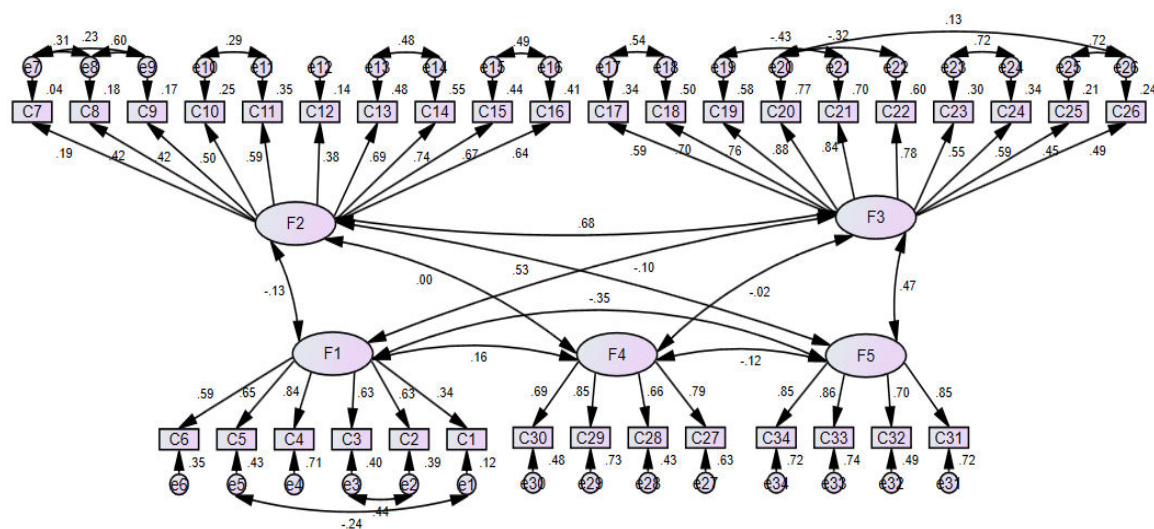 .13
.31 .23 .60 .29 .48 .49 .54 -.43 -.32 .72 .72
e7 e8 e9 e10 e11 e12 e13 e14 e15 e16 e17 e18 e19 e20 e21 e22 e23 e24 e25 e26
.04 .18 .17 .25 .35 .14 .48 .55 .44 .41 .34 .50 .58 .77 .70 .60 .30 .34 .21 .24
C7 C8 C9 C10 C11 C12 C13 C14 C15 C16 C17 C18 C19 C20 C21 C22 C23 C24 C25 C26
.19 .42 .42 .50 .59 .38 .69 .74 .67 .64 .59 .70 .76 .88 .84 .78 .55 .59 .45 .49
F2 F3
.68
-.13 .00 .53 -.10 -.02 .47
-.35
F1 F4 F5
.16 -.12
.59 .65 .84 .63 .63 .34 .69 .85 .66 .79 .85 .86 .70 .85
C6 C5 C4 C3 C2 C1 C30 C29 C28 C27 C34 C33 C32 C31
.35 .43 .71 .40 .39 .12 .48 .73 .43 .63 .72 .74 .49 .72
e6 e5 e4 e3 e2 e1 e30 e29 e28 e27 e34 e33 e32 e31
.44
-.24